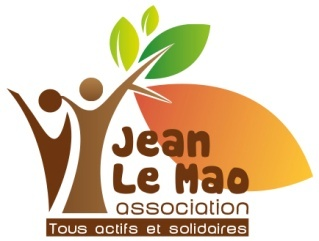 Jean
Le Mao
association
Tous actifs et solidaires